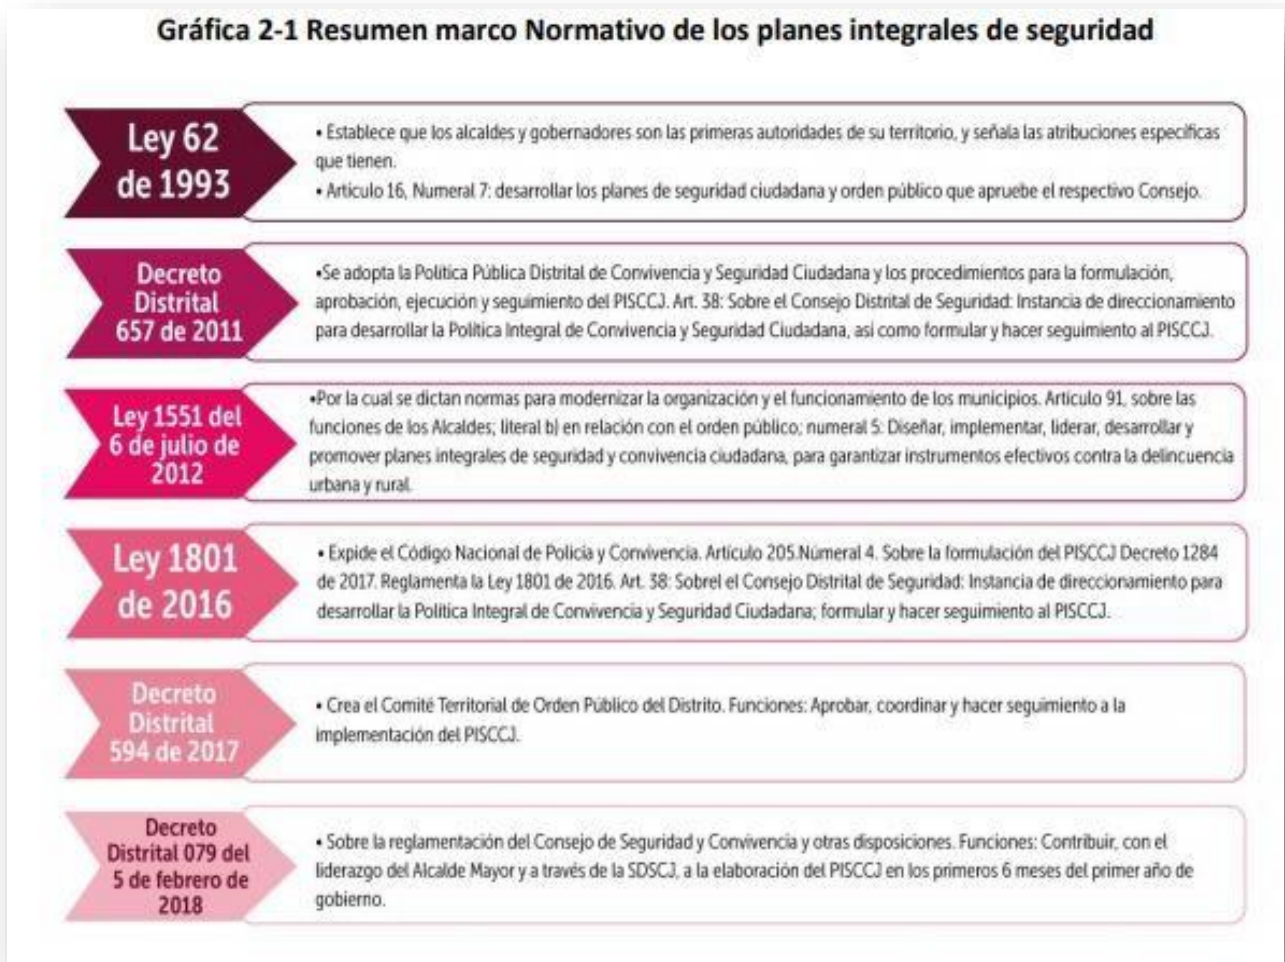 Gráfica 2-1 Resumen marco Normativo de los planes integrales de seguridad
Ley 62
de 1993
• Establece que los alcaldes y gobernadores son las primeras autoridades de su territorio, y señala las atribuciones específicas
que tienen.
• Artículo 16, Numeral 7: desarrollar los planes de seguridad ciudadana y orden público que apruebe el respectivo Consejo.
Decreto
Distrital
657 de 2011
•Se adopta la Política Pública Distrital de Convivencia y Seguridad Ciudadana y los procedimientos para la formulación,
aprobación, ejecución y seguimiento del PISCCJ. Art. 38: Sobre el Consejo Distrital de Seguridad: Instancia de direccionamiento
para desarrollar la Política Integral de Convivencia y Seguridad Ciudadana, así como formular y hacer seguimiento al PISCCJ.
Ley 1551 del
6 de julio de
2012
•Por la cual se dictan normas para modernizar la organización y el funcionamiento de los municipios. Artículo 91, sobre las
funciones de los Alcaldes; literal b) en relación con el orden público; numeral 5: Diseñar, implementar, liderar, desarrollar y
promover planes integrales de seguridad y convivencia ciudadana, para garantizar instrumentos efectivos contra la delincuencia
urbana y rural.
Ley 1801
de 2016
• Expide el Código Nacional de Policía y Convivencia. Artículo 205.Númeral 4. Sobre la formulación del PISCCJ Decreto 1284
de 2017. Reglamenta la Ley 1801 de 2016. Art. 38: Sobrel el Consejo Distrital de Seguridad: Instancia de direccionamiento para
desarrollar la Política Integral de Convivencia y Seguridad Ciudadana; formular y hacer seguimiento al PISCCJ.
Decreto
Distrital
594 de 2017
• Crea el Comité Territorial de Orden Público del Distrito. Funciones: Aprobar, coordinar y hacer seguimiento a la
implementación del PISCCJ.
Decreto
Distrital 079 del
5 de febrero de
2018
• Sobre la reglamentación del Consejo de Seguridad y Convivencia y otras disposiciones. Funciones: Contribuir, con el
liderazgo del Alcalde Mayor y a través de la SDSCJ, a la elaboración del PISCCJ en los primeros 6 meses del primer año de
gobierno.